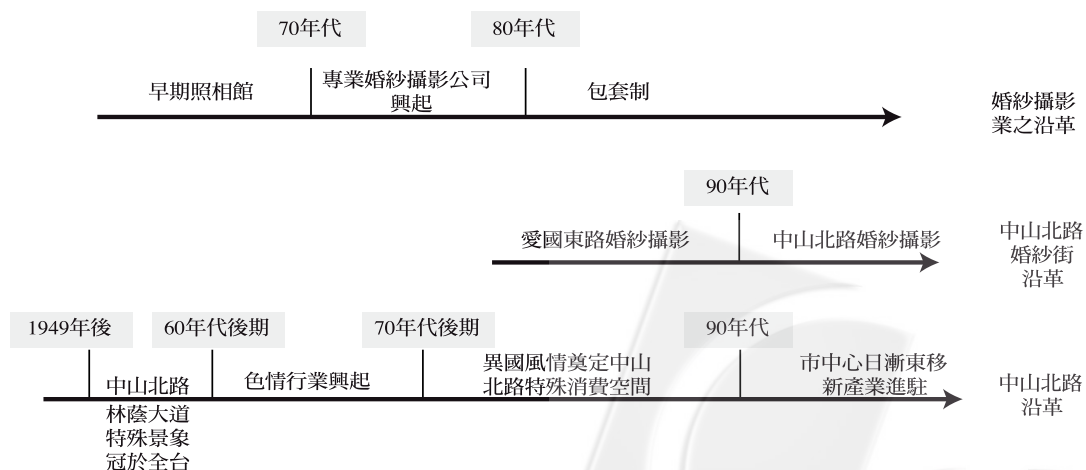 70年代
80年代
早期照相館
專業婚紗攝影公司
興起
包套制
婚紗攝影
業之沿革
90年代
愛國東路婚紗攝影
中山北路婚紗攝影
中山北路
婚紗街
沿革
1949年後
60年代後期
70年代後期
90年代
中山北路
林蔭大道
特殊景象
冠於全台
色情行業興起
異國風情奠定中山
北路特殊消費空間
市中心日漸東移
新產業進駐
中山北路
沿革